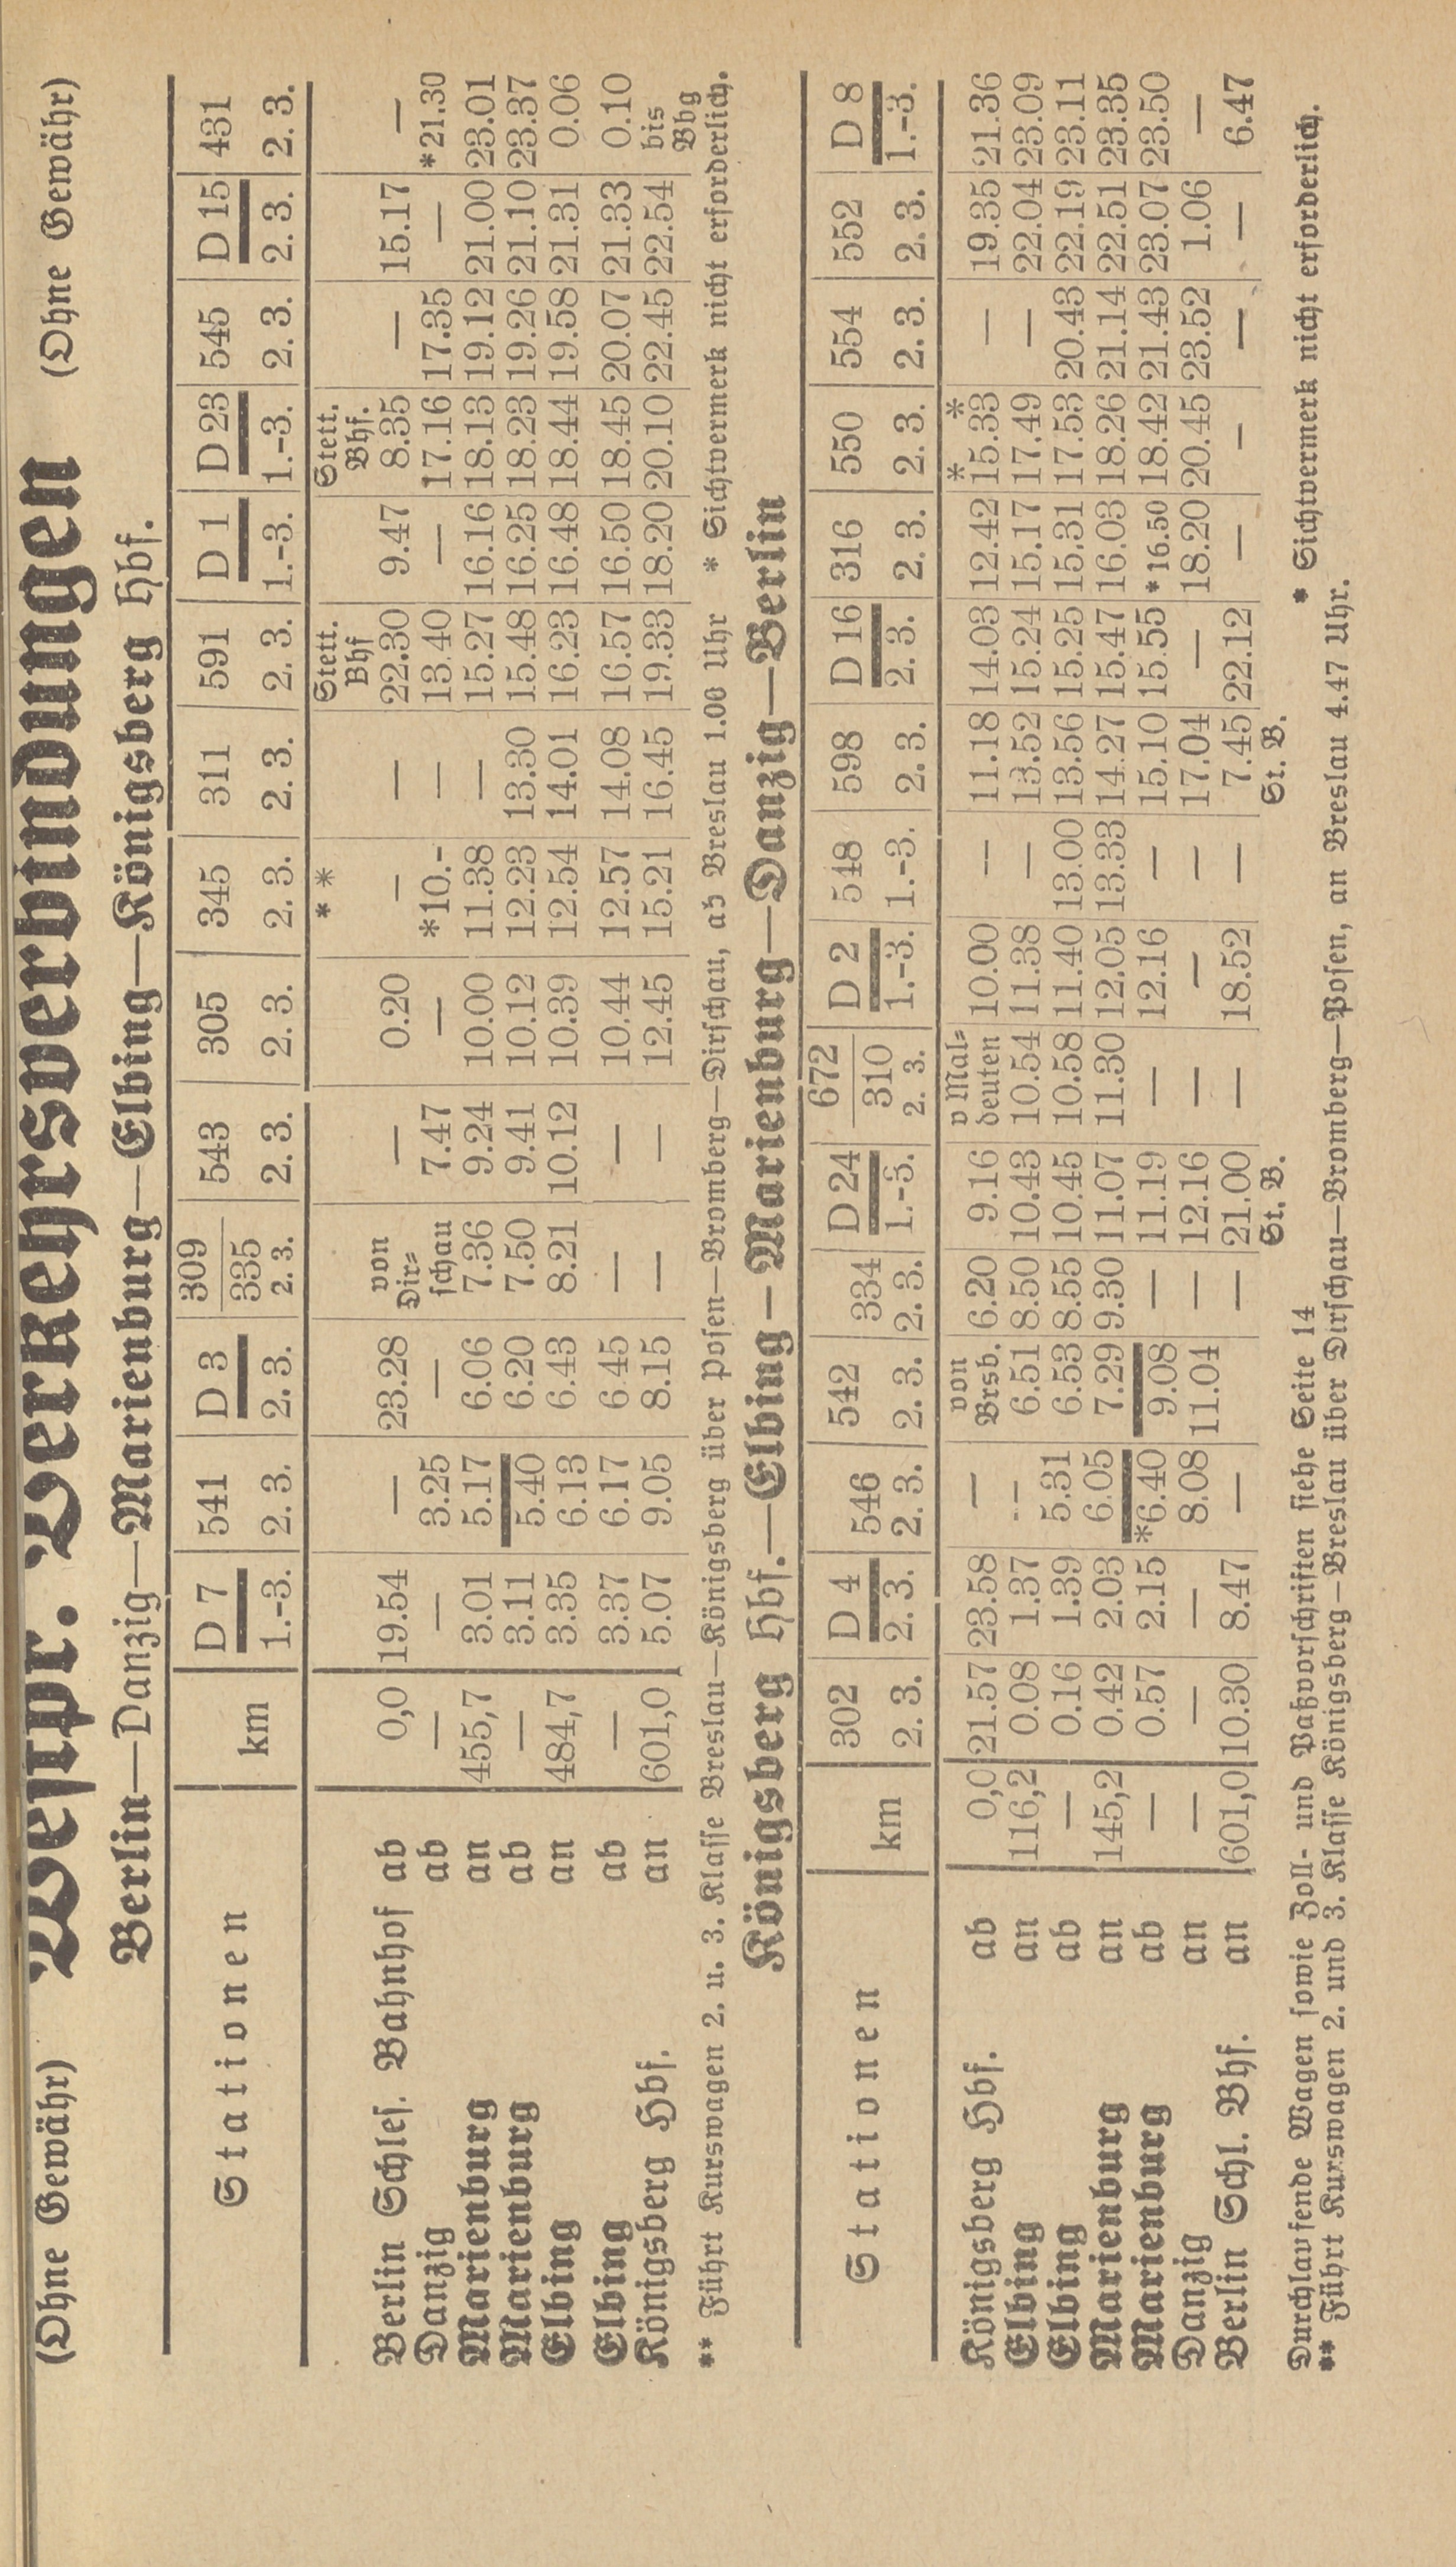 (Ohne Gewähr) Westpr. Verkehrsverbindungen (Ohne Gewähr)
Berlin—Danzig—Marienburg—Elbing—Königsberg Hbf.
Stationen | km | D 7 | 541 | D 3 | 309 / 335 | 543 | 305 | 345 | 311 | 591 | D 1 | D 23 | 545 | D 15 | 431
1.-3. | 2. 3. | 2. 3. | 2. 3. | 2. 3. | 2. 3. | 2. 3. | 2. 3. | 2. 3. | 1.-3. | 1.-3. | 2. 3. | 2. 3. | 2. 3.
* * | Stett. Bhf | Stett. Bhf.
Berlin Schles. Bahnhof ab | 0,0 | 19.54 | — | 23.28 | von | — | 0.20 | — | — | 22.30 | 9.47 | 8.35 | — | 15.17 | —
Danzig ab | — | — | 3.25 | — | Dir= | 7.47 | — | *10.- | — | 13.40 | — | 17.16 | 17.35 | — | *21.30
Marienburg an | 455,7 | 3.01 | 5.17 | 6.06 | schau 7.36 | 9.24 | 10.00 | 11.38 | — | 15.27 | 16.16 | 18.13 | 19.12 | 21.00 | 23.01
Marienburg ab | — | 3.11 | 5.40 | 6.20 | 7.50 | 9.41 | 10.12 | 12.23 | 13.30 | 15.48 | 16.25 | 18.23 | 19.26 | 21.10 | 23.37
Elbing an | 484,7 | 3.35 | 6.13 | 6.43 | 8.21 | 10.12 | 10.39 | 12.54 | 14.01 | 16.23 | 16.48 | 18.44 | 19.58 | 21.31 | 0.06
Elbing ab | — | 3.37 | 6.17 | 6.45 | — | — | 10.44 | 12.57 | 14.08 | 16.57 | 16.50 | 18.45 | 20.07 | 21.33 | 0.10
Königsberg Hbf. an | 601,0 | 5.07 | 9.05 | 8.15 | — | — | 12.45 | 15.21 | 16.45 | 19.33 | 18.20 | 20.10 | 22.45 | 22.54 | bis Bbg
** Führt Kurswagen 2. u. 3. Klasse Breslau—Königsberg über Posen—Bromberg—Dirschau, ab Breslau 1.00 Uhr * Sichtvermerk nicht erforderlich.
Königsberg Hbf.—Elbing—Marienburg—Danzig—Berlin
Stationen | km | 302 | D 4 | 546 | 542 | 334 | D 24 | 672 / 310 | D 2 | 548 | 598 | D 16 | 316 | 550 | 554 | 552 | D 8
2. 3. | 2. 3. | 2. 3. | 2. 3. | 2. 3. | 1.-3. | 2. 3. | 1.-3. | 1.-3. | 2. 3. | 2. 3. | 2. 3. | 2. 3. | 2. 3. | 2. 3. | 1.-3.
Königsberg Hbf. ab | 0,0 | 21.57 | 23.58 | — | von Brsb. | 6.20 | 9.16 | v Mal= deuten | 10.00 | — | 11.18 | 14.03 | 12.42 | * 15.33 * | — | 19.35 | 21.36
Elbing an | 116,2 | 0.08 | 1.37 | -- | 6.51 | 8.50 | 10.43 | 10.54 | 11.38 | — | 13.52 | 15.24 | 15.17 | 17.49 | — | 22.04 | 23.09
Elbing ab | — | 0.16 | 1.39 | 5.31 | 6.53 | 8.55 | 10.45 | 10.58 | 11.40 | 13.00 | 13.56 | 15.25 | 15.31 | 17.53 | 20.43 | 22.19 | 23.11
Marienburg an | 145,2 | 0.42 | 2.03 | 6.05 | 7.29 | 9.30 | 11.07 | 11.30 | 12.05 | 13.33 | 14.27 | 15.47 | 16.03 | 18.26 | 21.14 | 22.51 | 23.35
Marienburg ab | — | 0.57 | 2.15 | *6.40 | 9.08 | — | 11.19 | — | 12.16 | — | 15.10 | 15.55 | *16.50 | 18.42 | 21.43 | 23.07 | 23.50
Danzig an | — | — | — | 8.08 | 11.04 | — | 12.16 | — | — | — | 17.04 | — | 18.20 | 20.45 | 23.52 | 1.06 | —
Berlin Schl. Bhf. an | 601,0 | 10.30 | 8.47 | — | — | 21.00 | — | 18.52 | — | 7.45 | 22.12 | — | — | — | — | 6.47
St. B. | St. B.
Durchlaufende Wagen sowie Zoll- und Paßvorschriften siehe Seite 14 * Sichtvermerk nicht erforderlich.
** Führt Kurswagen 2. und 3. Klasse Königsberg—Breslau über Dirschau—Bromberg—Posen, an Breslau 4.47 Uhr.